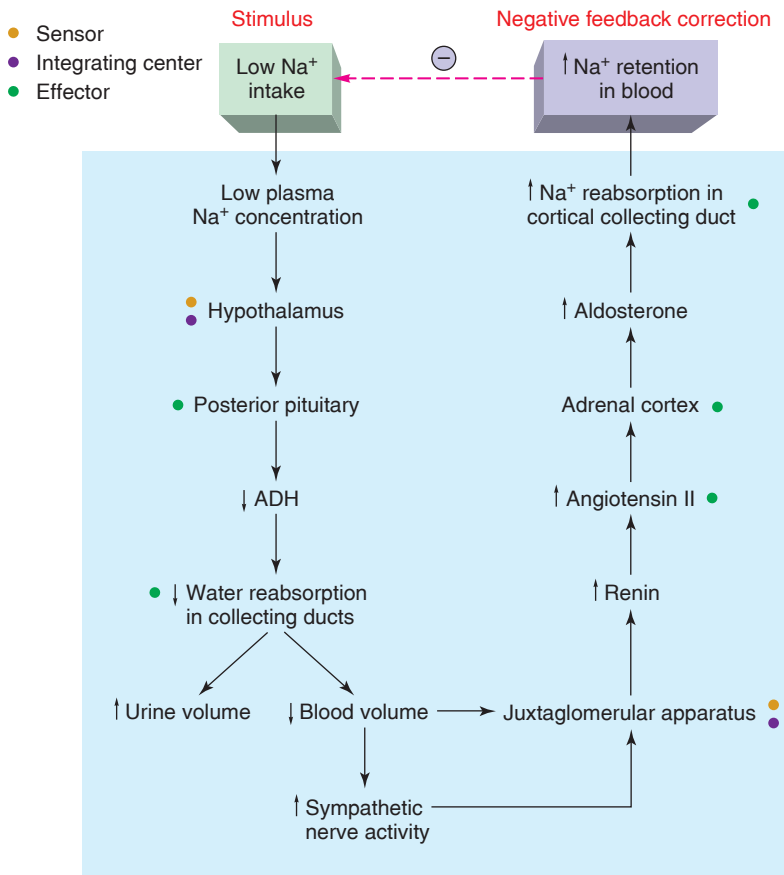 Sensor
Integrating center
Effector
Stimulus
Low Na⁺
intake
Negative feedback correction
−
↑ Na⁺ retention
in blood
Low plasma
Na⁺ concentration
Hypothalamus
Posterior pituitary
↓ ADH
↓ Water reabsorption
in collecting ducts
↑ Urine volume
↓ Blood volume
↑ Sympathetic
nerve activity
Juxtaglomerular apparatus
↑ Renin
↑ Angiotensin II
Adrenal cortex
↑ Aldosterone
↑ Na⁺ reabsorption in
cortical collecting duct